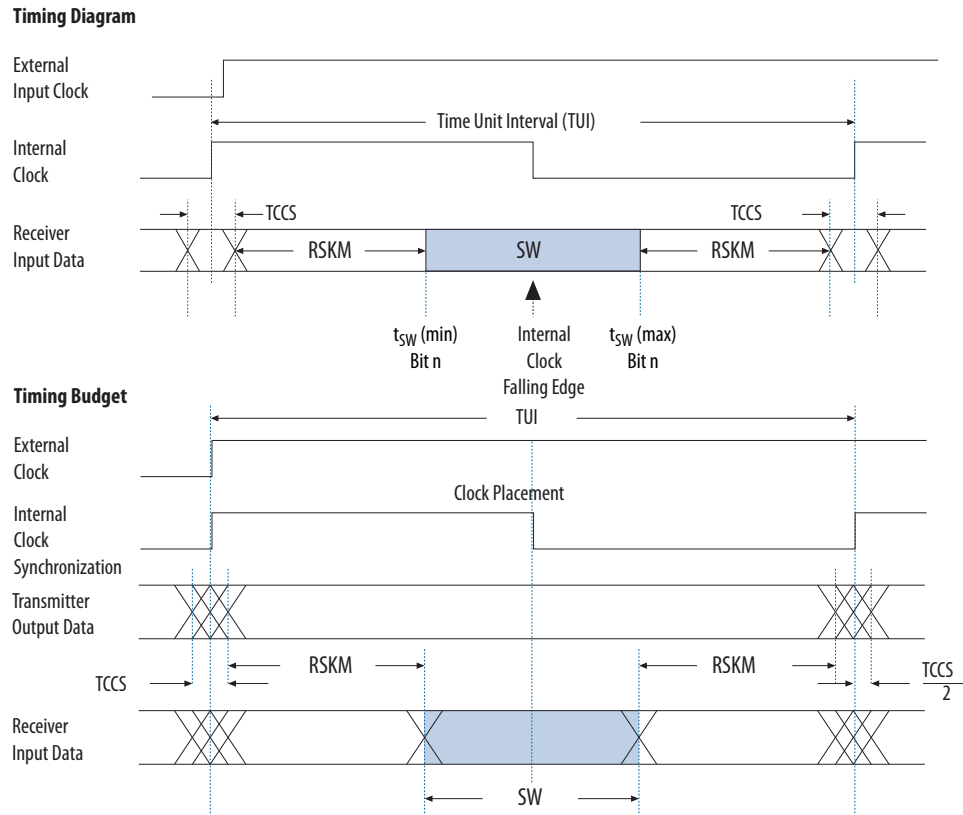 Timing Diagram
External
Input Clock
Time Unit Interval (TUI)
Internal
Clock
TCCS
TCCS
Receiver
Input Data
RSKM
SW
RSKM
tSW (min)
Bit n
Internal
Clock
Falling Edge
tSW (max)
Bit n
Timing Budget
TUI
External
Clock
Clock Placement
Internal
Clock
Synchronization
Transmitter
Output Data
RSKM
RSKM
TCCS
TCCS
2
Receiver
Input Data
SW